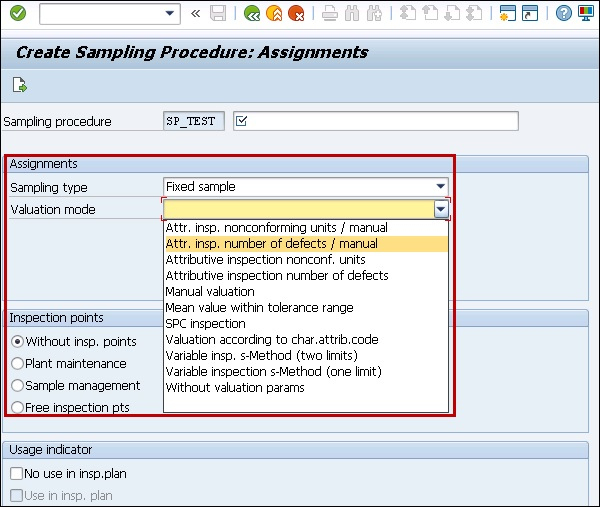 Create Sampling Procedure: Assignments
Sampling procedure SP_TEST
Assignments
Sampling type Fixed sample
Valuation mode
Attr. insp. nonconforming units / manual
Attr. insp. number of defects / manual
Attributive inspection nonconf. units
Attributive inspection number of defects
Manual valuation
Mean value within tolerance range
SPC inspection
Valuation according to char.attrib.code
Variable insp. s-Method (two limits)
Variable inspection s-Method (one limit)
Without valuation params
Inspection points
Without insp. points
Plant maintenance
Sample management
Free inspection pts
Usage indicator
No use in insp.plan
Use in insp. plan